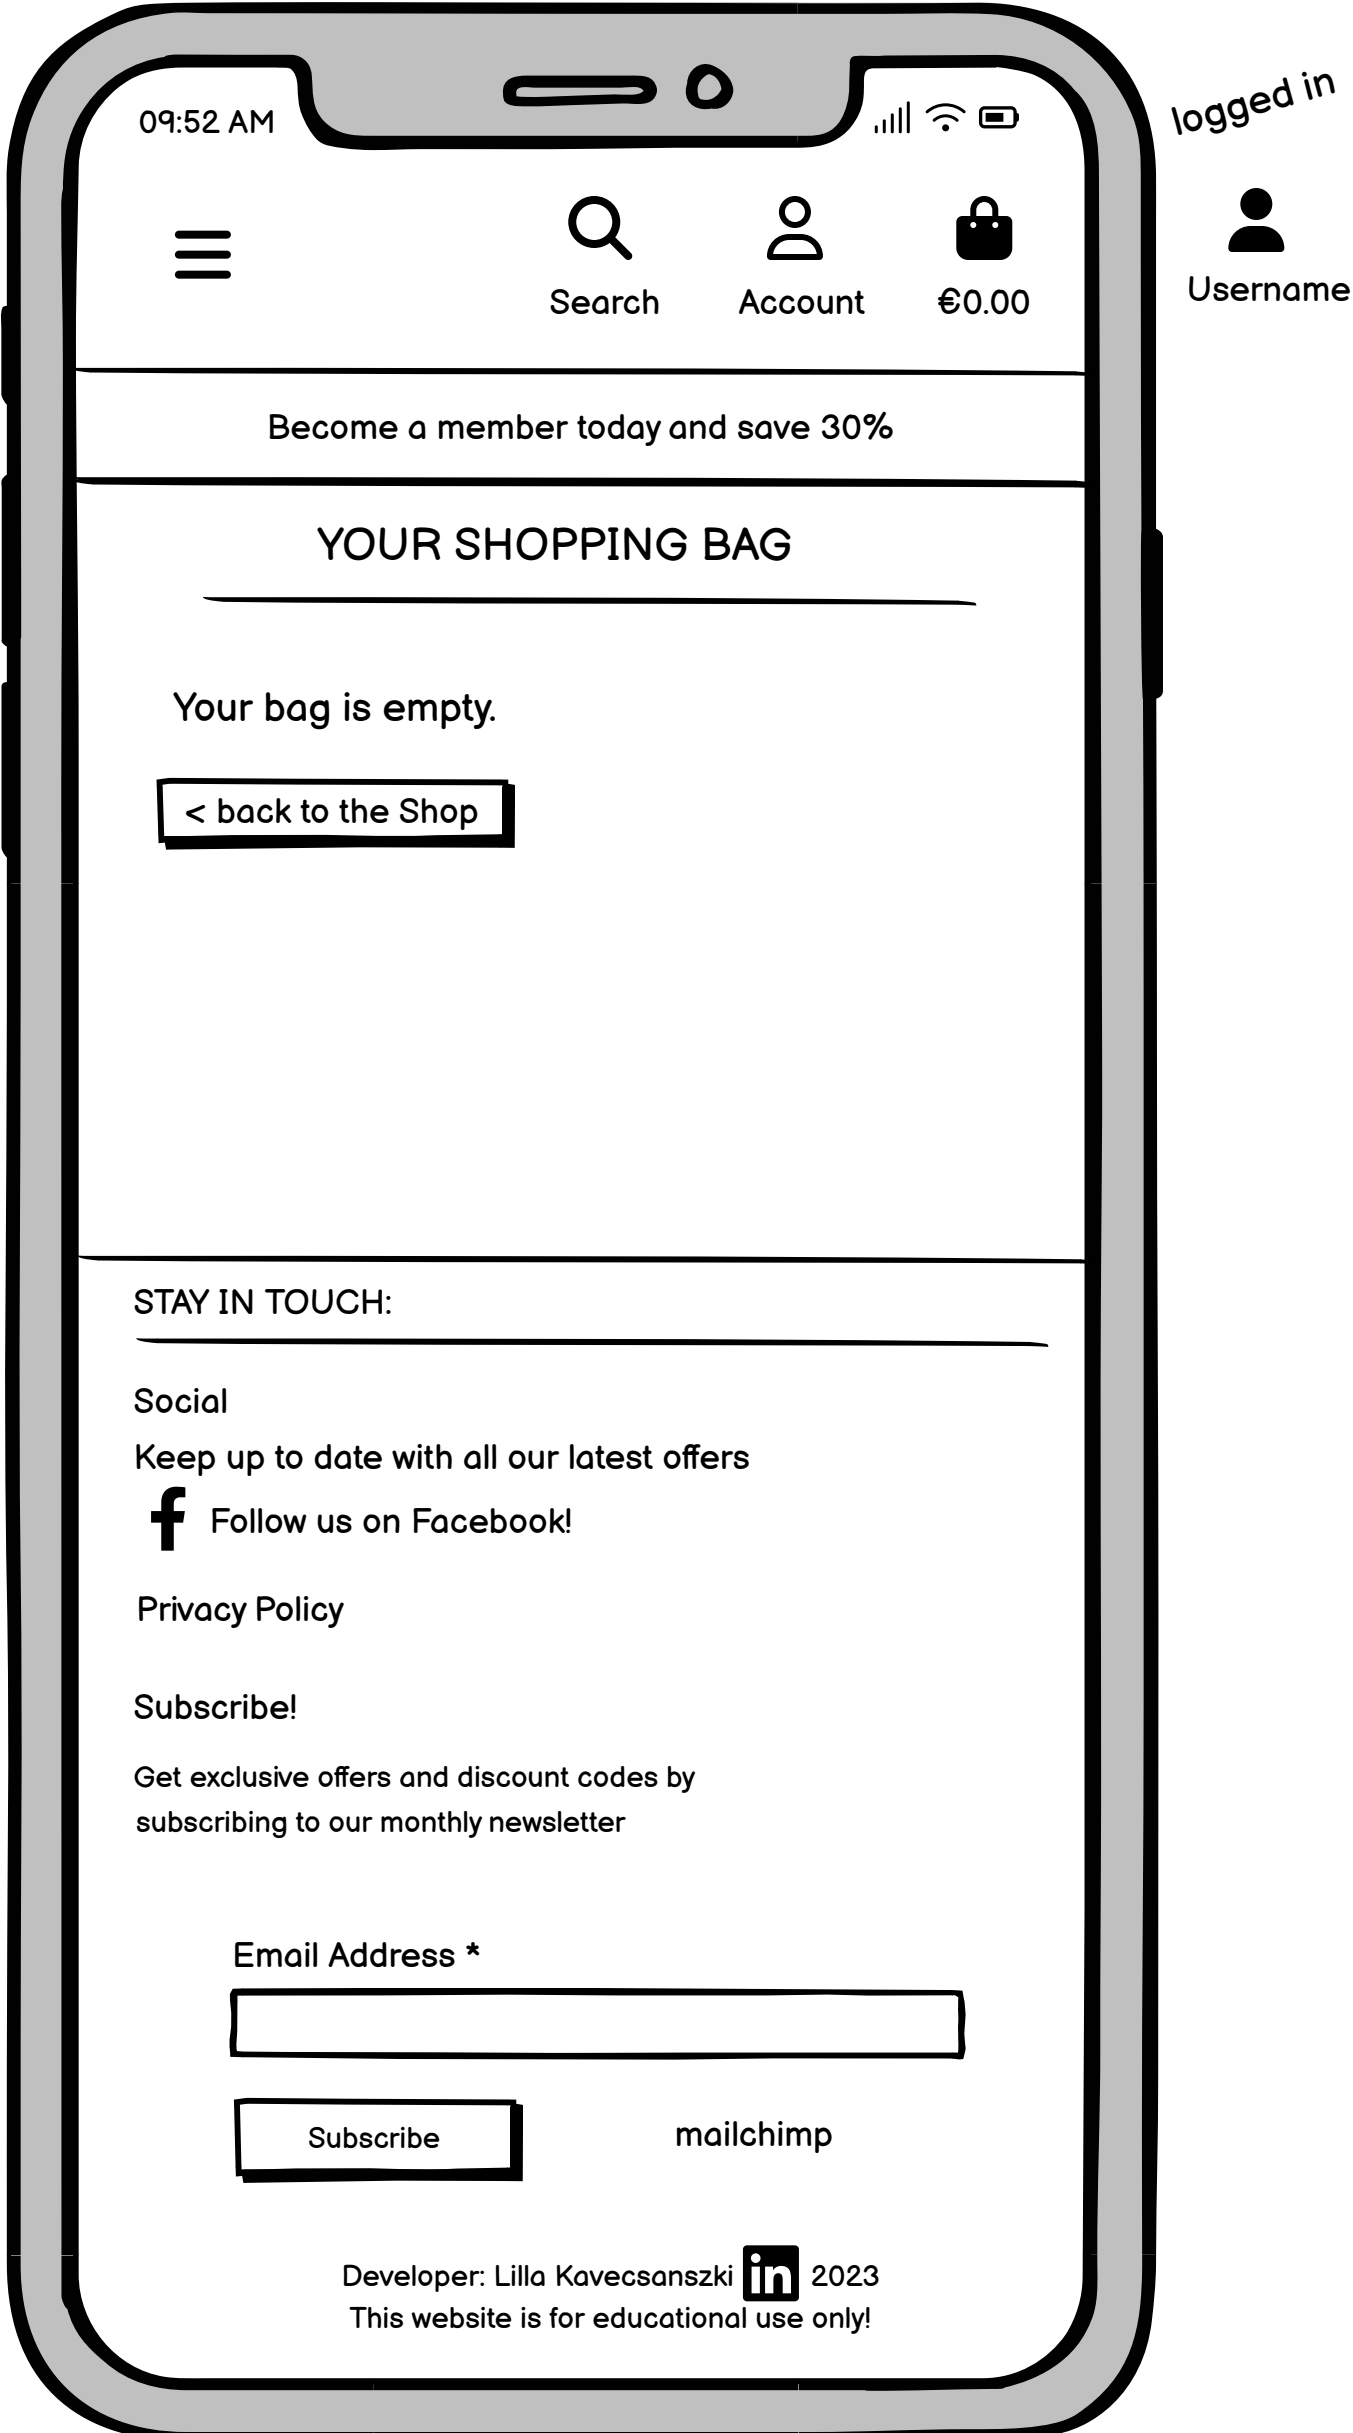 09:52 AM
logged in
Search
Account
€0.00
Username
Become a member today and save 30%
YOUR SHOPPING BAG
Your bag is empty.
< back to the Shop
STAY IN TOUCH:
Social
Keep up to date with all our latest offers
Follow us on Facebook!
Privacy Policy
Subscribe!
Get exclusive offers and discount codes by
subscribing to our monthly newsletter
Email Address *
Subscribe
mailchimp
Developer: Lilla Kavecsanszki in 2023
This website is for educational use only!